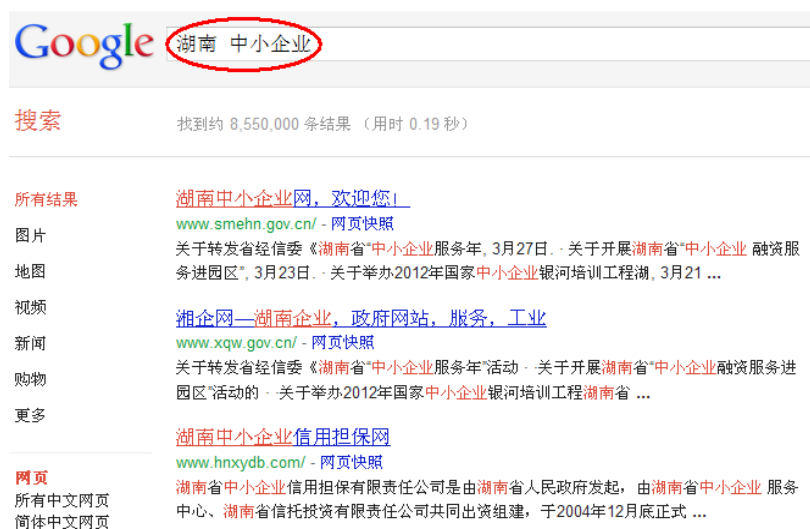 Google 湖南 中小企业
搜索 找到约 8,550,000 条结果 （用时 0.19 秒）
所有结果
图片
地图
视频
新闻
购物
更多
网页
所有中文网页
简体中文网页
湖南中小企业网，欢迎您！
www.smehn.gov.cn/ - 网页快照
关于转发省经信委《湖南省“中小企业服务年, 3月27日. · 关于开展湖南省“中小企业 融资服
务进园区”, 3月23日. · 关于举办2012年国家中小企业银河培训工程湖, 3月21 ...
湘企网—湖南企业，政府网站，服务，工业
www.xqw.gov.cn/ - 网页快照
关于转发省经信委《湖南省“中小企业服务年”活动 · ·关于开展湖南省“中小企业融资服务进
园区”活动的 · ·关于举办2012年国家中小企业银河培训工程湖南省 ...
湖南中小企业信用担保网
www.hnxydb.com/ - 网页快照
湖南省中小企业信用担保有限责任公司是由湖南省人民政府发起，由湖南省中小企业 服务
中心、湖南省信托投资有限责任公司共同出资组建，于2004年12月底正式 ...